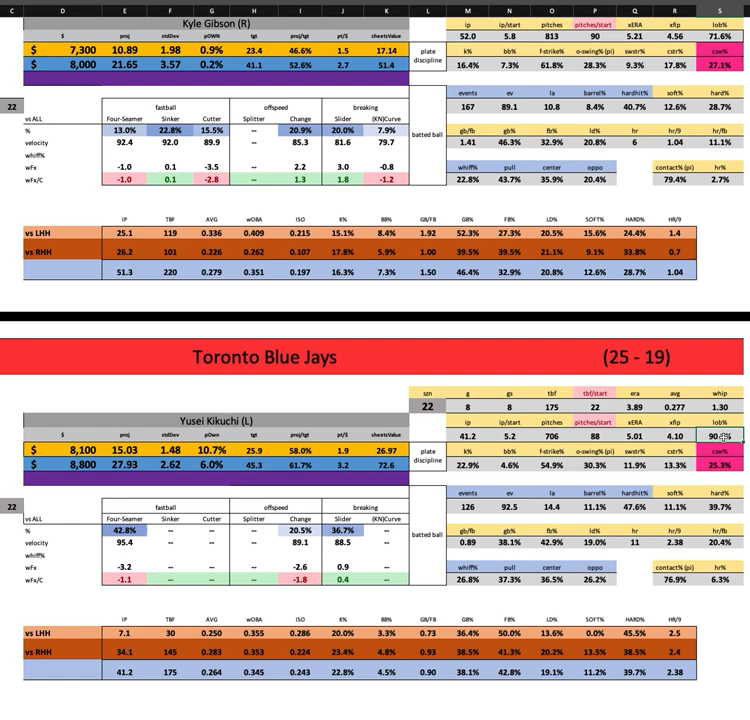 C D E F G H I J K L M N O P Q R S
Kyle Gibson (R) ip ip/start pitches pitches/start xERA xfip lob%
$ proj stdDev pOWN tgt proj/tgt pt/$ sheetsValue 52.0 5.8 813 90 5.21 4.56 71.6%
$ 7,300 10.89 1.98 0.9% 23.4 46.6% 1.5 17.14 plate discipline k% bb% f-strike% o-swing% (pi) swstr% cstr% csw%
$ 8,000 21.65 3.57 0.2% 41.1 52.6% 2.7 51.4 16.4% 7.3% 61.8% 28.3% 9.3% 17.8% 27.1%
events ev la barrel% hardhit% soft% hard%
22 fastball offspeed breaking 167 89.1 10.8 8.4% 40.7% 12.6% 28.7%
vs ALL Four-Seamer Sinker Cutter Splitter Change Slider (KN)Curve
% 13.0% 22.8% 15.5% -- 20.9% 20.0% 7.9% batted ball gb/fb gb% fb% ld% hr hr/9 hr/fb
velocity 92.4 92.0 89.9 -- 85.3 81.6 79.7 1.41 46.3% 32.9% 20.8% 6 1.04 11.1%
whiff%
wFx -1.0 0.1 -3.5 2.2 3.0 -0.8 whiff% pull center oppo contact% (pi) hr%
wFx/C -1.0 0.1 -2.8 -- 1.3 1.8 -1.2 22.8% 43.7% 35.9% 20.4% 79.4% 2.7%
IP TBF AVG wOBA ISO K% BB% GB/FB GB% FB% LD% SOFT% HARD% HR/9
vs LHH 25.1 119 0.336 0.409 0.215 15.1% 8.4% 1.92 52.3% 27.3% 20.5% 15.6% 24.4% 1.4
vs RHH 26.2 101 0.226 0.262 0.107 17.8% 5.9% 1.00 39.5% 39.5% 21.1% 9.1% 33.8% 0.7
51.3 220 0.279 0.351 0.197 16.3% 7.3% 1.50 46.4% 32.9% 20.8% 12.6% 28.7% 1.04
Toronto Blue Jays (25 - 19)
szn g gs tbf tbf/start era avg whip
22 8 8 175 22 3.89 0.277 1.30
Yusei Kikuchi (L) ip ip/start pitches pitches/start xERA xfip lob%
$ proj stdDev pOwn tgt proj/tgt pt/$ sheetsValue 41.2 5.2 706 88 5.01 4.10
$ 8,100 15.03 1.48 10.7% 25.9 58.0% 1.9 26.97 plate discipline k% bb% f-strike% o-swing% (pi) swstr% cstr% csw%
$ 8,800 27.93 2.62 6.0% 45.3 61.7% 3.2 72.6 22.9% 4.6% 54.9% 30.3% 11.9% 13.3% 25.3%
events ev la barrel% hardhit% soft% hard%
22 fastball offspeed breaking 126 92.5 14.4 11.1% 47.6% 11.1% 39.7%
vs ALL Four-Seamer Sinker Cutter Splitter Change Slider (KN)Curve
% 42.8% -- -- -- 20.5% 36.7% -- batted ball gb/fb gb% fb% ld% hr hr/9 hr/fb
velocity 95.4 -- -- -- 89.1 88.5 -- 0.89 38.1% 42.9% 19.0% 11 2.38 20.4%
whiff%
wFx -3.2 -2.6 0.9 whiff% pull center oppo contact% (pi) hr%
wFx/C -1.1 -- -- -- -1.8 0.4 -- 26.8% 37.3% 36.5% 26.2% 76.9% 6.3%
IP TBF AVG wOBA ISO K% BB% GB/FB GB% FB% LD% SOFT% HARD% HR/9
vs LHH 7.1 30 0.250 0.355 0.286 20.0% 3.3% 0.73 36.4% 50.0% 13.6% 0.0% 45.5% 2.5
vs RHH 34.1 145 0.283 0.353 0.224 23.4% 4.8% 0.93 38.5% 41.3% 20.2% 13.5% 38.5% 2.4
41.2 175 0.264 0.345 0.243 22.8% 4.5% 0.90 38.1% 42.8% 19.1% 11.2% 39.7% 2.38